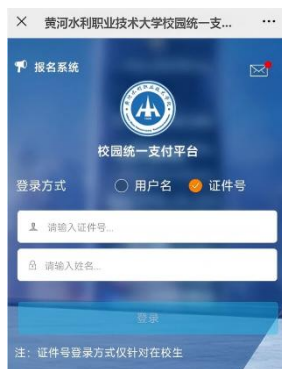 黄河水利职业技术大学校园统一支...
报名系统
校园统一支付平台
登录方式 用户名 证件号
请输入证件号...
请输入姓名...
登录
注：证件号登录方式仅针对在校生